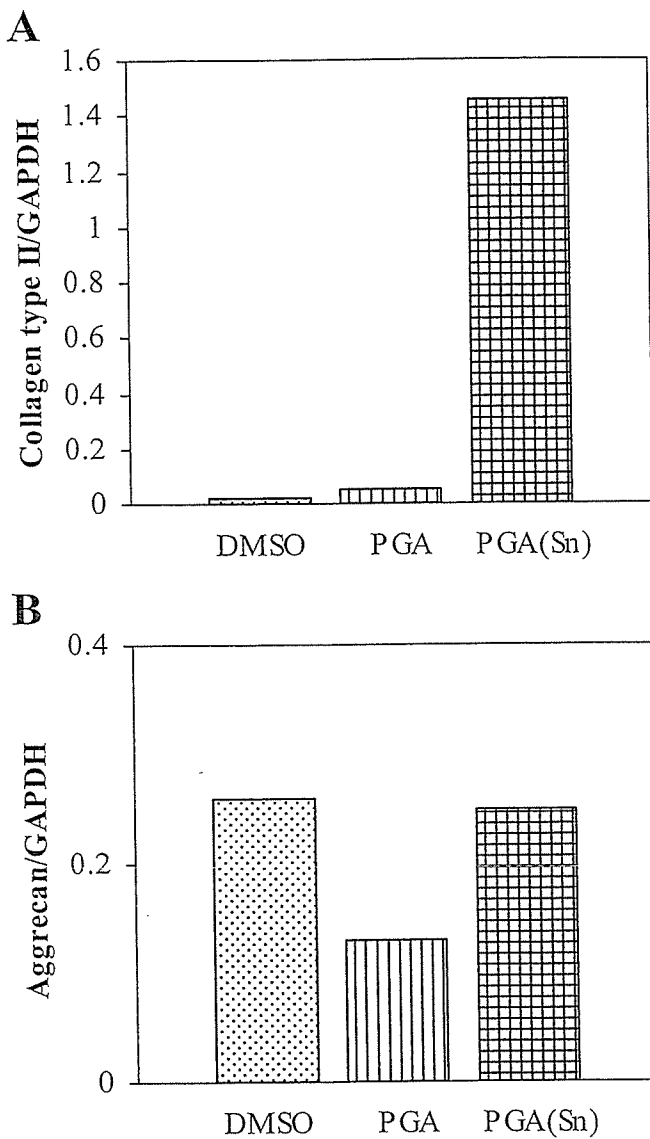 A
Collagen type II/GAPDH
1.6
1.4
1.2
1
0.8
0.6
0.4
0.2
0
DMSO PGA PGA(Sn)
B
Aggrecan/GAPDH
0.4
0.2
0
DMSO PGA PGA(Sn)